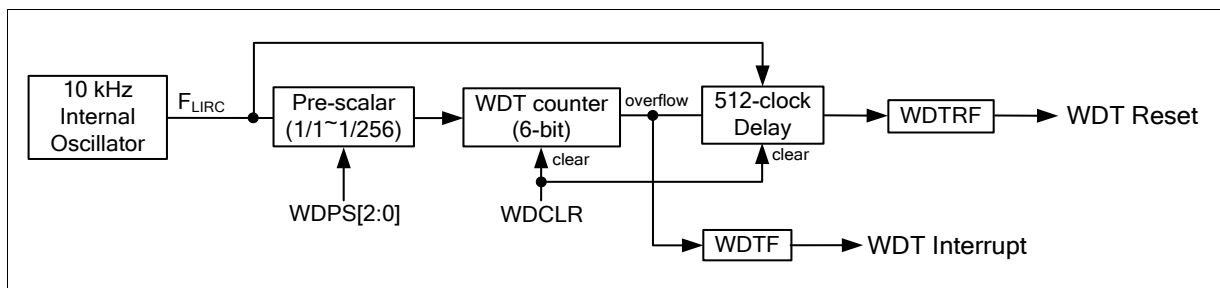 10 kHz
Internal
Oscillator
FLIRC
Pre-scalar
(1/1~1/256)
WDT counter
(6-bit)
overflow
512-clock
Delay
WDTRF
WDT Reset
clear
clear
WDPS[2:0]
WDCLR
WDTF
WDT Interrupt